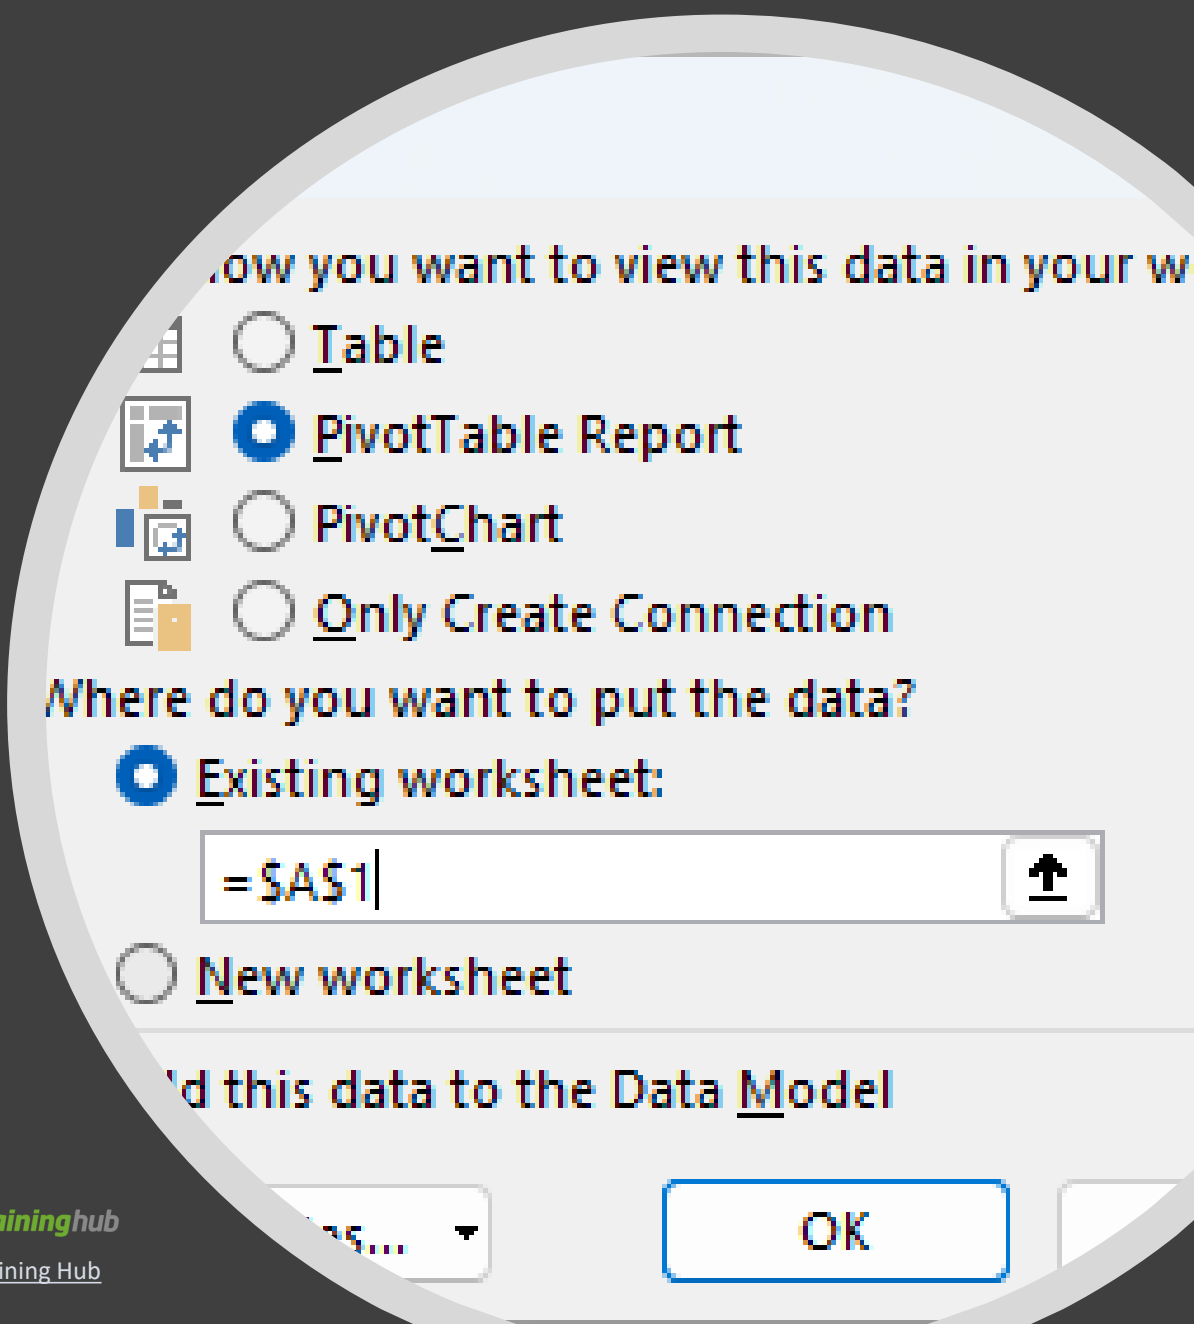 ow you want to view this data in your w
Table
PivotTable Report
PivotChart
Only Create Connection
Where do you want to put the data?
Existing worksheet:
=$A$1
New worksheet
d this data to the Data Model
es...
OK
aininghub
ining Hub